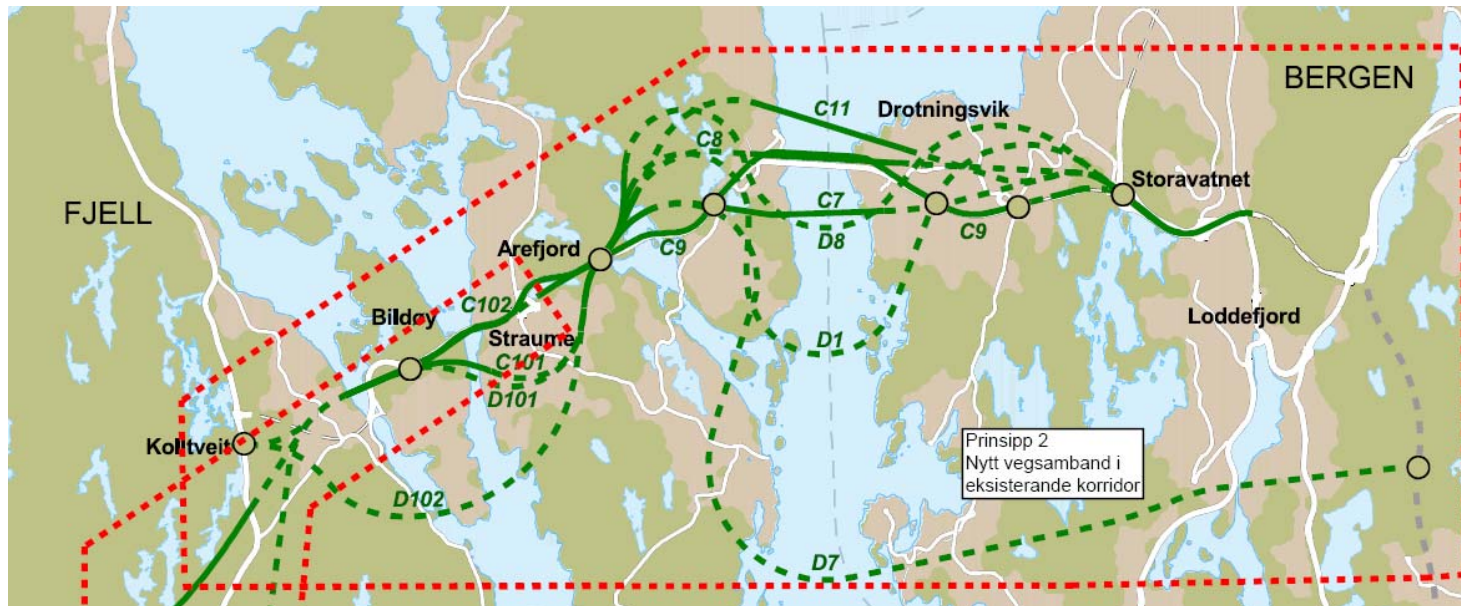 BERGEN
C11
Drotningsvik
C8
Storavatnet
FJELL
C7
D8
C9
C9
Arefjord
C102
Bildøy
Straume
Loddefjord
D1
C101
D101
Kolltveit
Prinsipp 2
Nytt vegsamband i
eksisterande korridor
D102
D7